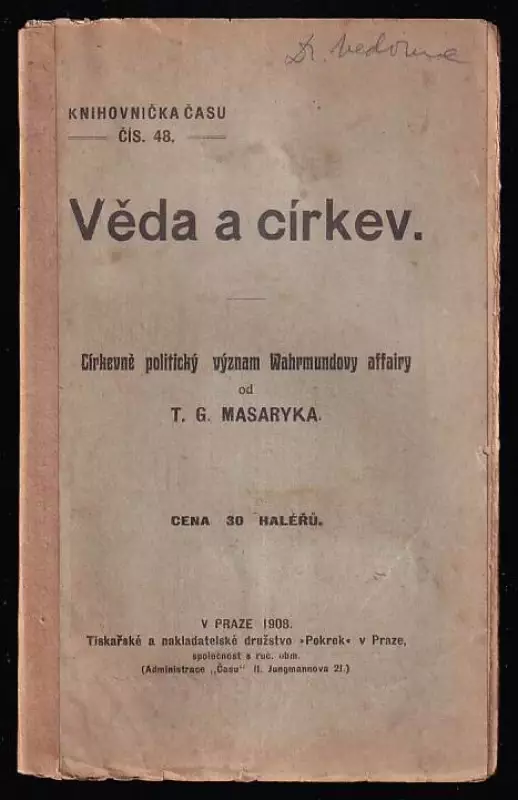 KNIHOVNIČKA ČASU
ČÍS. 48.
Věda a církev.
Církevně politický význam Wahrmundovy affairy
od
T. G. MASARYKA.
CENA 30 HALÉŘŮ.
V PRAZE 1908.
Tiskařské a nakladatelské družstvo »Pokrok« v Praze,
společnost s ruč. obm.
(Administrace „Času“ II. Jungmannova 21.)